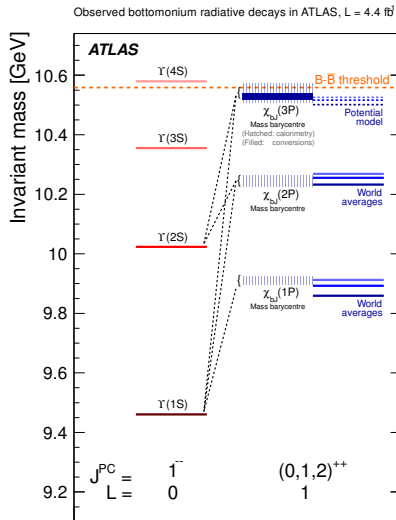 Observed bottomonium radiative decays in ATLAS, L = 4.4 fb¹
ATLAS
Invariant mass [GeV]
10.6
10.4
10.2
10
9.8
9.6
9.4
9.2
ϒ(4S)
ϒ(3S)
ϒ(2S)
ϒ(1S)
B-B̄ threshold
χbJ(3P)
Mass barycentre
(Hatched: calorimetry)
(Filled: conversions)
Potential
model
χbJ(2P)
Mass barycentre
World
averages
χbJ(1P)
Mass barycentre
World
averages
J^PC = 1^-- (0,1,2)^++
L = 0 1